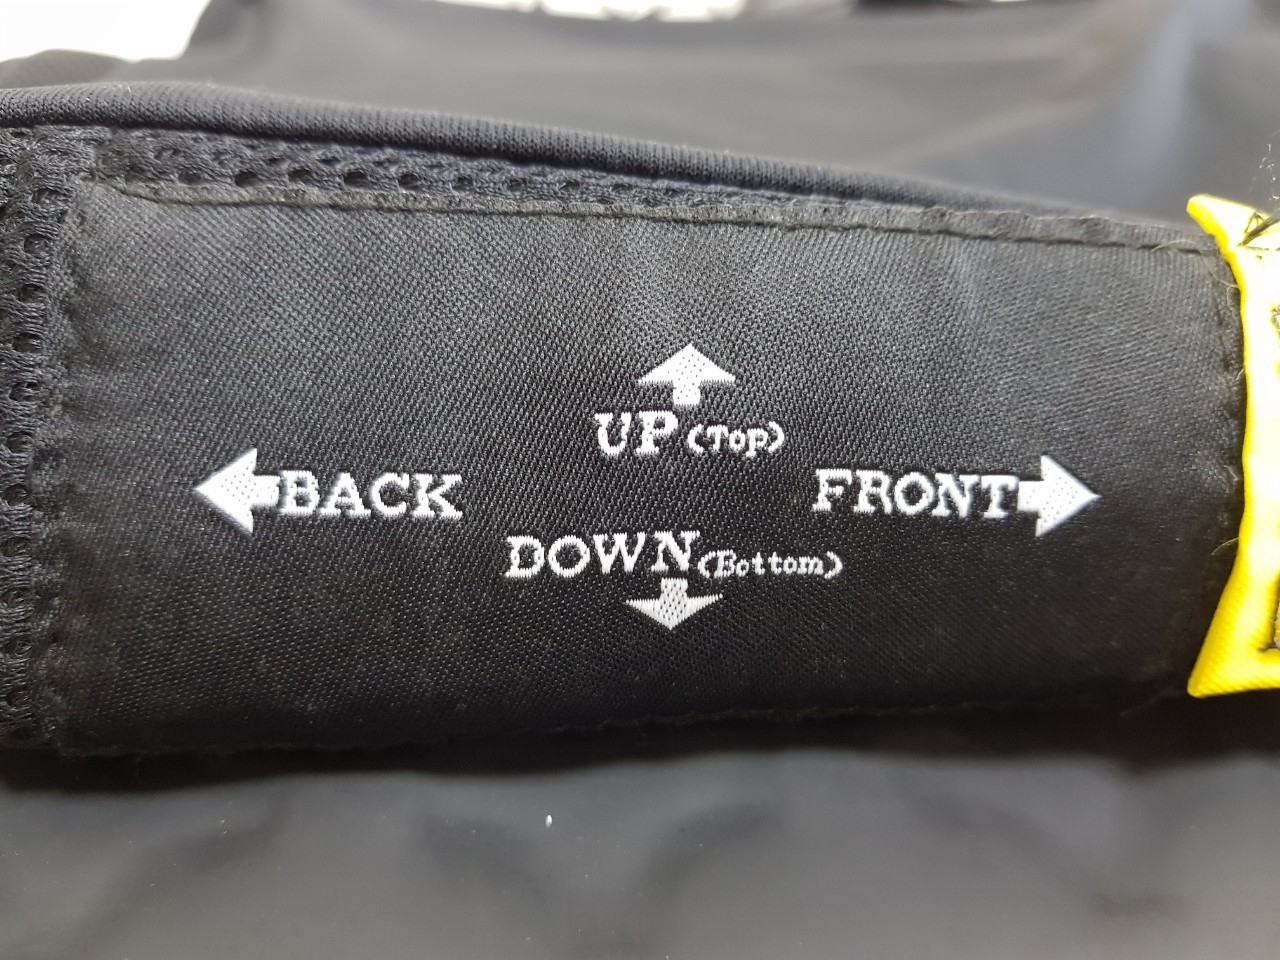 UP (Top)
BACK
FRONT
DOWN (Bottom)